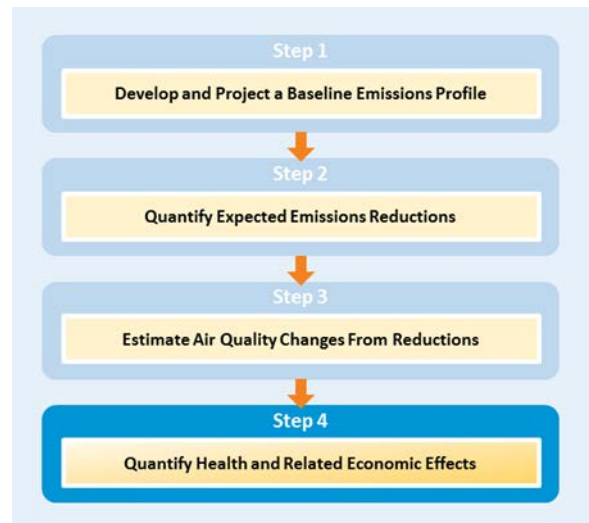 Step 1
Develop and Project a Baseline Emissions Profile
Step 2
Quantify Expected Emissions Reductions
Step 3
Estimate Air Quality Changes From Reductions
Step 4
Quantify Health and Related Economic Effects